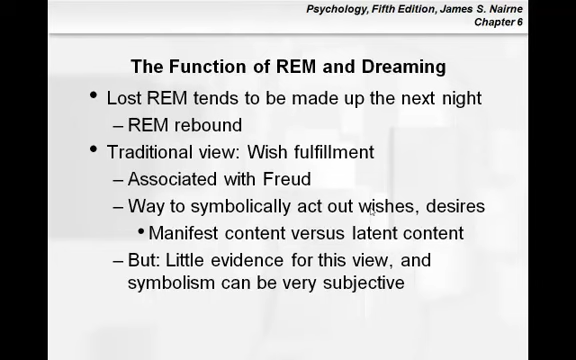 Psychology, Fifth Edition, James S. Nairne
Chapter 6
The Function of REM and Dreaming
• Lost REM tends to be made up the next night
– REM rebound
• Traditional view: Wish fulfillment
– Associated with Freud
– Way to symbolically act out wishes, desires
• Manifest content versus latent content
– But: Little evidence for this view, and
symbolism can be very subjective